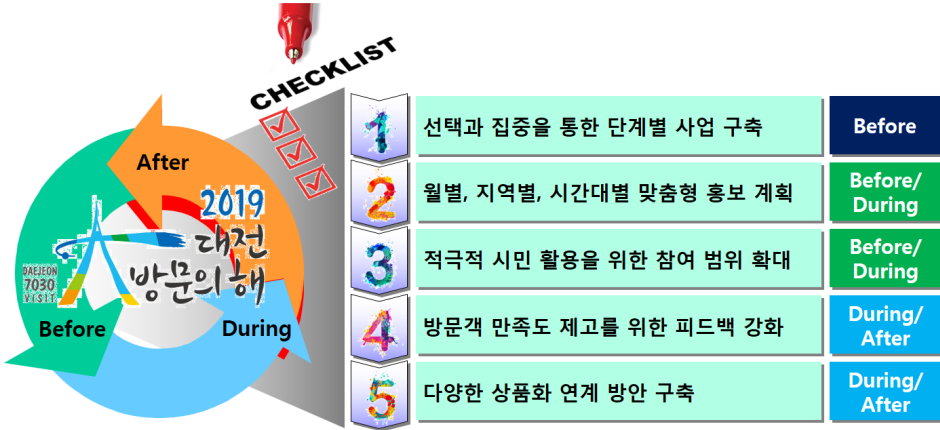 CHECKLIST
After
2019
대전
방문의해
DAEJEON
7030
VISIT
Before
During
1
선택과 집중을 통한 단계별 사업 구축
Before
2
월별, 지역별, 시간대별 맞춤형 홍보 계획
Before/
During
3
적극적 시민 활용을 위한 참여 범위 확대
Before/
During
4
방문객 만족도 제고를 위한 피드백 강화
During/
After
5
다양한 상품화 연계 방안 구축
During/
After